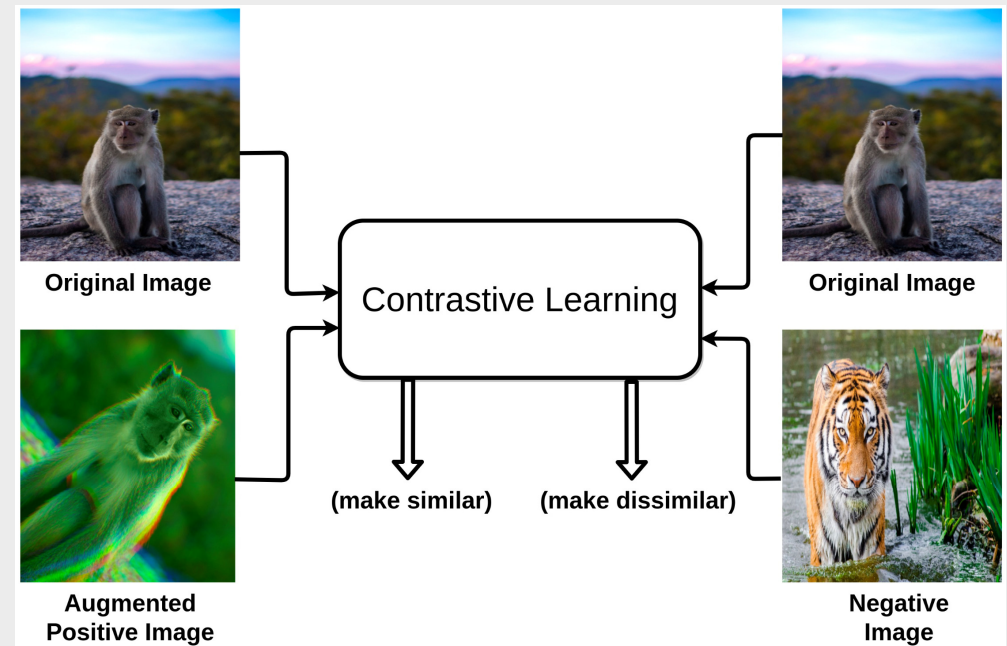 Original Image
Original Image
Contrastive Learning
(make similar)
(make dissimilar)
Augmented
Positive Image
Negative
Image